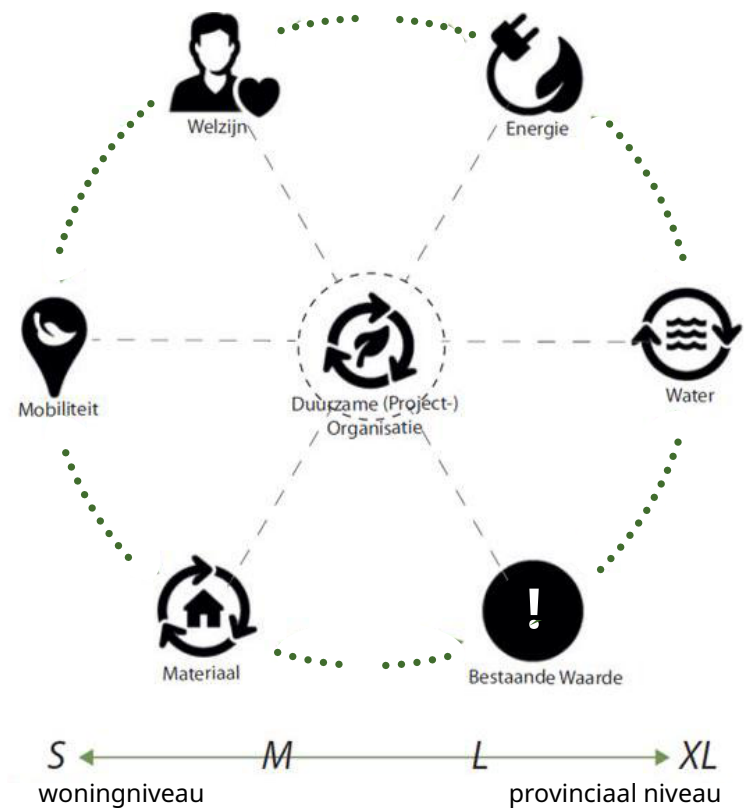 Welzijn
Energie
Mobiliteit
Duurzame (Project-)
Organisatie
Water
Materiaal
!
Bestaande Waarde
S M L XL
woningniveau provinciaal niveau